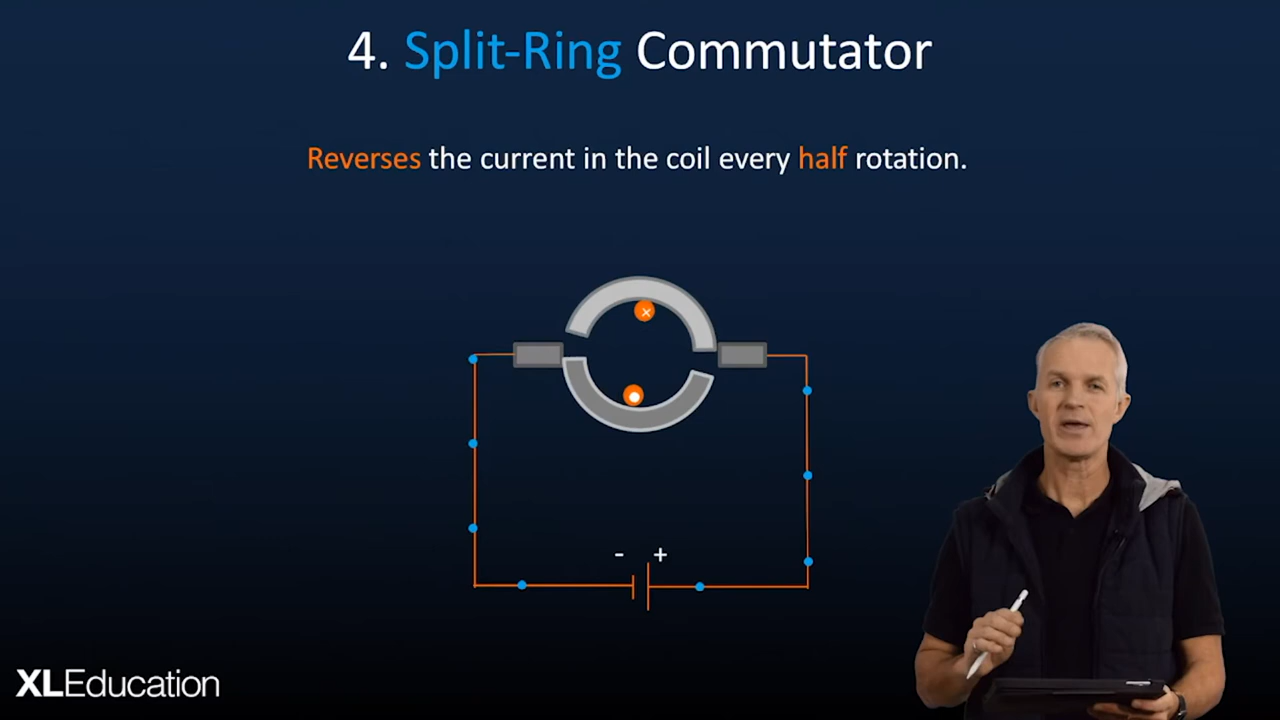 4. Split-Ring Commutator
Reverses the current in the coil every half rotation.
×
- +
XLEducation